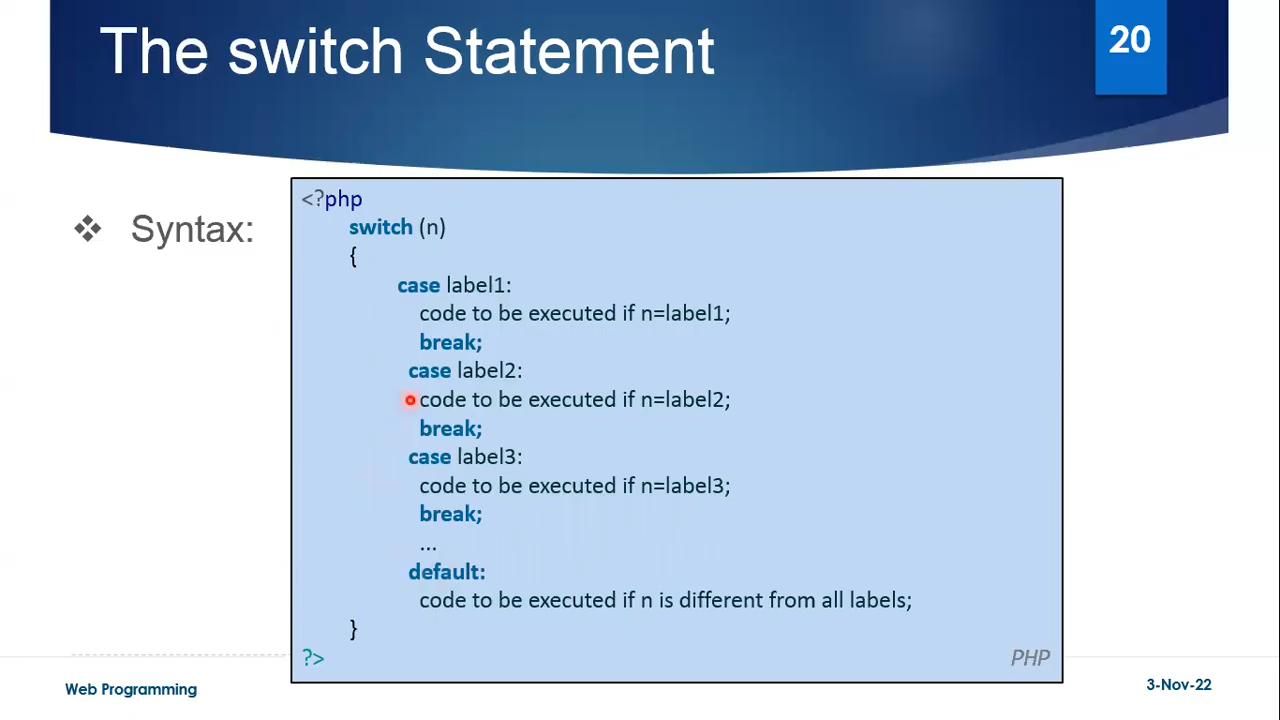 The switch Statement
20
❖ Syntax:
<?php
switch (n)
{
case label1:
code to be executed if n=label1;
break;
case label2:
code to be executed if n=label2;
break;
case label3:
code to be executed if n=label3;
break;
...
default:
code to be executed if n is different from all labels;
}
?>
PHP
Web Programming
3-Nov-22